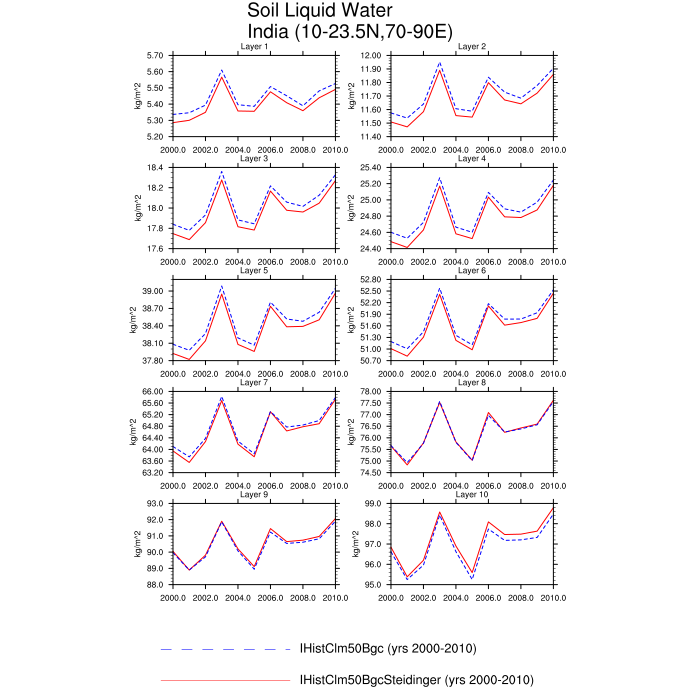 Soil Liquid Water
India (10-23.5N,70-90E)
Layer 1
5.70
5.60
5.50
5.40
5.30
5.20
kg/m^2
2000.0 2002.0 2004.0 2006.0 2008.0 2010.0
Layer 2
12.00
11.90
11.80
11.70
11.60
11.50
11.40
kg/m^2
2000.0 2002.0 2004.0 2006.0 2008.0 2010.0
Layer 3
18.4
18.2
18.0
17.8
17.6
kg/m^2
2000.0 2002.0 2004.0 2006.0 2008.0 2010.0
Layer 4
25.40
25.20
25.00
24.80
24.60
24.40
kg/m^2
2000.0 2002.0 2004.0 2006.0 2008.0 2010.0
Layer 5
39.00
38.70
38.40
38.10
37.80
kg/m^2
2000.0 2002.0 2004.0 2006.0 2008.0 2010.0
Layer 6
52.80
52.50
52.20
51.90
51.60
51.30
51.00
50.70
kg/m^2
2000.0 2002.0 2004.0 2006.0 2008.0 2010.0
Layer 7
66.00
65.60
65.20
64.80
64.40
64.00
63.60
63.20
kg/m^2
2000.0 2002.0 2004.0 2006.0 2008.0 2010.0
Layer 8
78.00
77.50
77.00
76.50
76.00
75.50
75.00
74.50
kg/m^2
2000.0 2002.0 2004.0 2006.0 2008.0 2010.0
Layer 9
93.0
92.0
91.0
90.0
89.0
88.0
kg/m^2
2000.0 2002.0 2004.0 2006.0 2008.0 2010.0
Layer 10
99.0
98.0
97.0
96.0
95.0
kg/m^2
2000.0 2002.0 2004.0 2006.0 2008.0 2010.0
IHistClm50Bgc (yrs 2000-2010)
IHistClm50BgcSteidinger (yrs 2000-2010)